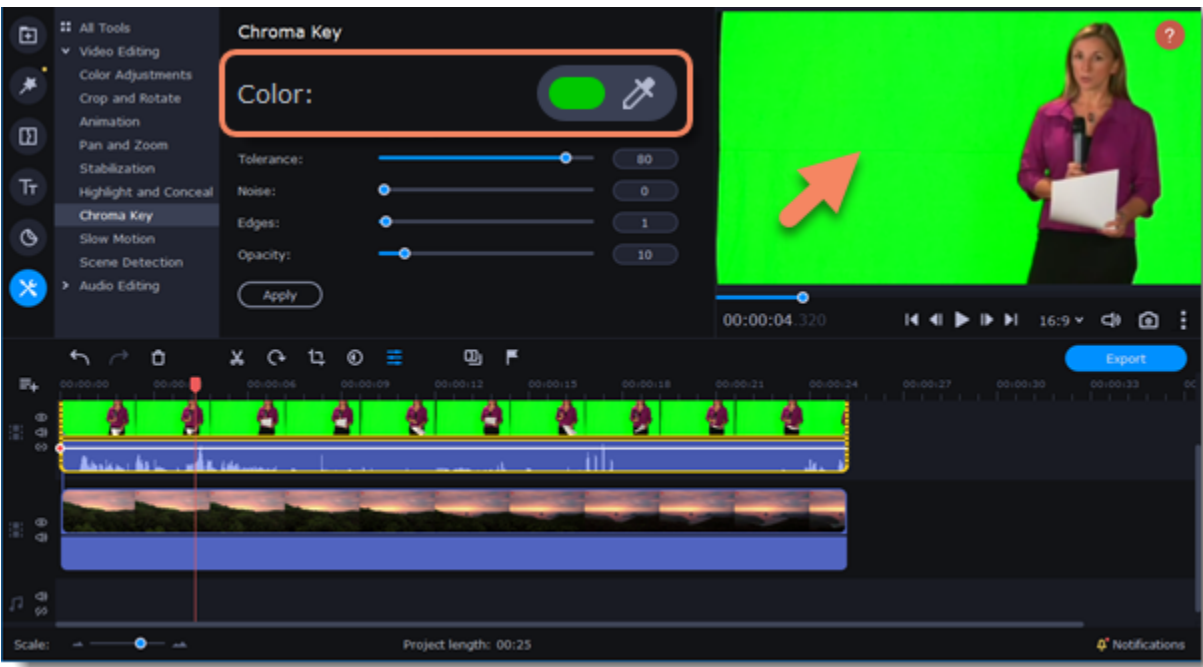 All Tools
Video Editing
Color Adjustments
Crop and Rotate
Animation
Pan and Zoom
Stabilization
Highlight and Conceal
Chroma Key
Slow Motion
Scene Detection
Audio Editing
Chroma Key
Color:
Tolerance: 80
Noise: 0
Edges: 1
Opacity: 10
Apply
?
00:00:04.320 16:9
Export
00:00:00 00:00: 00:00:06 00:00:09 00:00:12 00:00:15 00:00:18 00:00:21 00:00:24 00:00:27 00:00:30 00:00:33 00
Scale: Project length: 00:25 Notifications